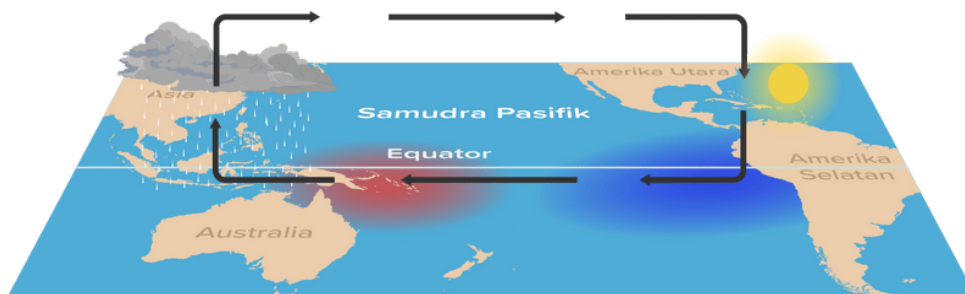 Amerika Utara
Asia
Samudra Pasifik
Equator
Amerika
Selatan
Australia